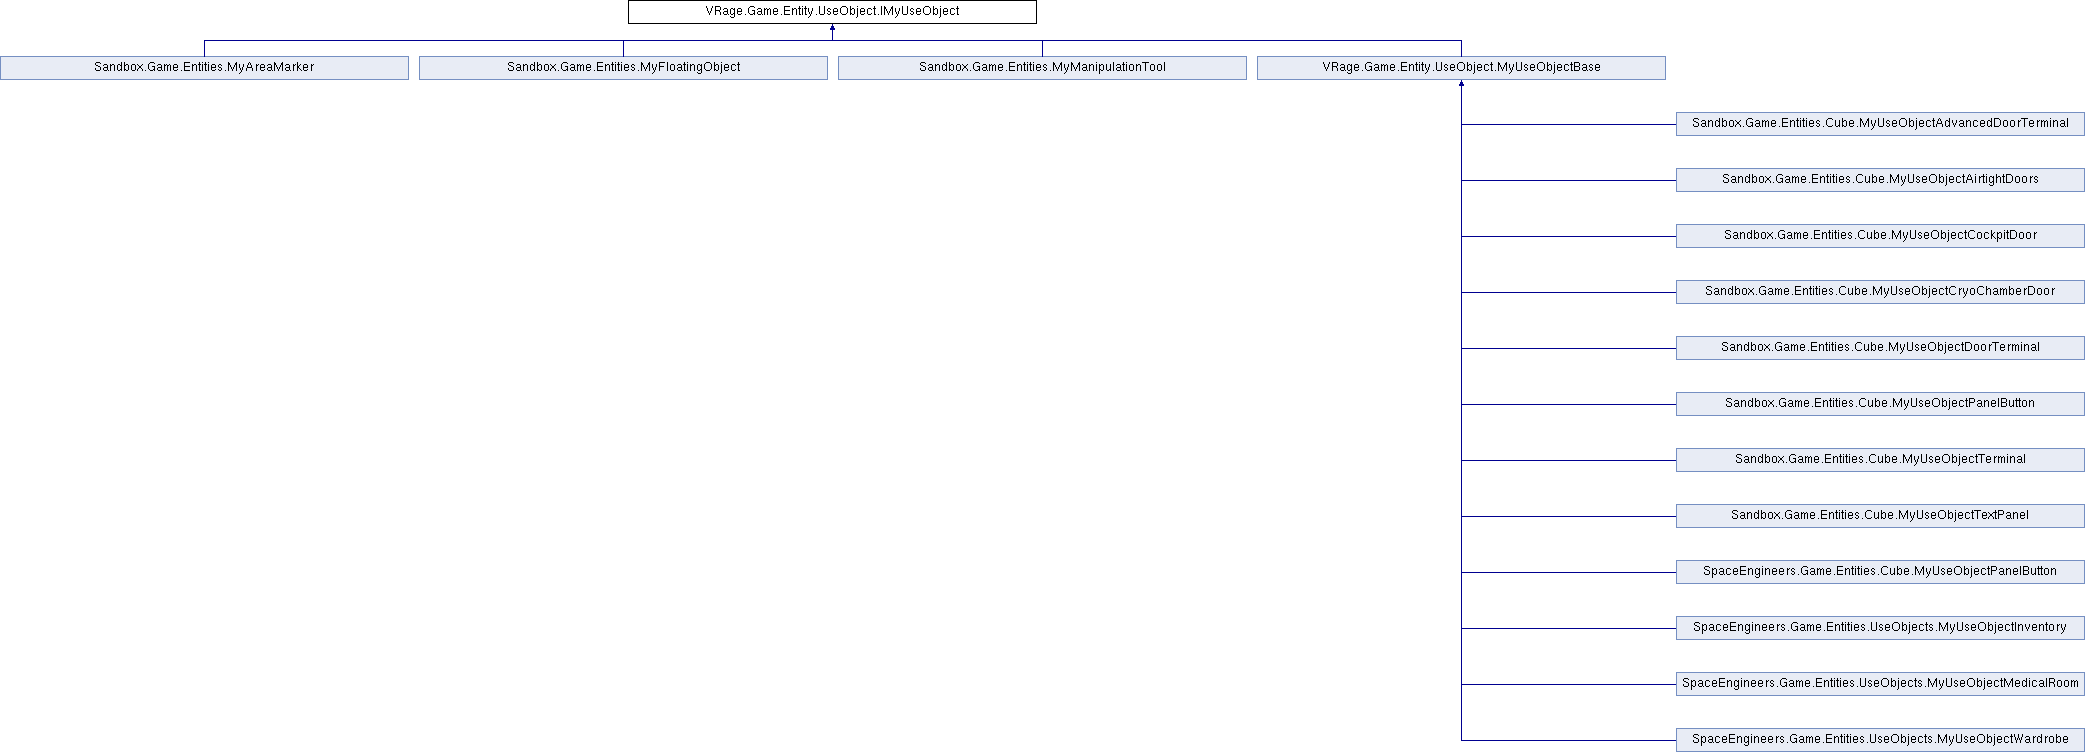 VRage.Game.Entity.UseObject.IMyUseObject
Sandbox.Game.Entities.MyAreaMarker
Sandbox.Game.Entities.MyFloatingObject
Sandbox.Game.Entities.MyManipulationTool
VRage.Game.Entity.UseObject.MyUseObjectBase
Sandbox.Game.Entities.Cube.MyUseObjectAdvancedDoorTerminal
Sandbox.Game.Entities.Cube.MyUseObjectAirtightDoors
Sandbox.Game.Entities.Cube.MyUseObjectCockpitDoor
Sandbox.Game.Entities.Cube.MyUseObjectCryoChamberDoor
Sandbox.Game.Entities.Cube.MyUseObjectDoorTerminal
Sandbox.Game.Entities.Cube.MyUseObjectPanelButton
Sandbox.Game.Entities.Cube.MyUseObjectTerminal
Sandbox.Game.Entities.Cube.MyUseObjectTextPanel
SpaceEngineers.Game.Entities.Cube.MyUseObjectPanelButton
SpaceEngineers.Game.Entities.UseObjects.MyUseObjectInventory
SpaceEngineers.Game.Entities.UseObjects.MyUseObjectMedicalRoom
SpaceEngineers.Game.Entities.UseObjects.MyUseObjectWardrobe